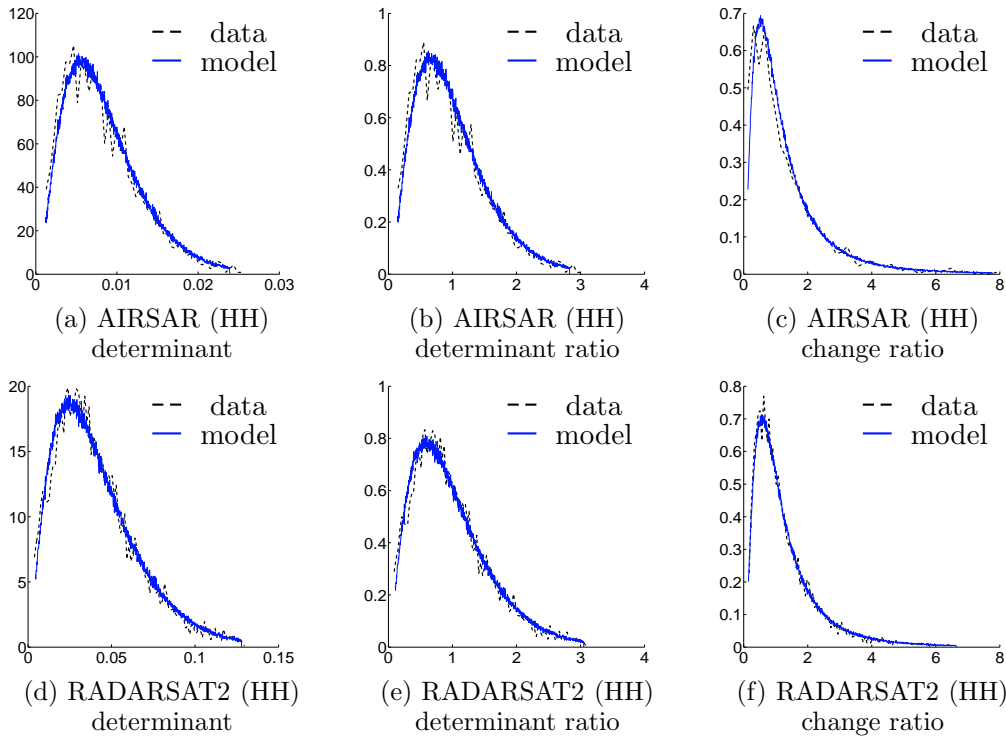 120
100
80
60
40
20
0
0 0.01 0.02 0.03
data
model
(a) AIRSAR (HH)
determinant
1
0.8
0.6
0.4
0.2
0
0 1 2 3 4
data
model
(b) AIRSAR (HH)
determinant ratio
0.7
0.6
0.5
0.4
0.3
0.2
0.1
0
0 2 4 6 8
data
model
(c) AIRSAR (HH)
change ratio
20
15
10
5
0
0 0.05 0.1 0.15
data
model
(d) RADARSAT2 (HH)
determinant
1
0.8
0.6
0.4
0.2
0
0 1 2 3 4
data
model
(e) RADARSAT2 (HH)
determinant ratio
0.8
0.7
0.6
0.5
0.4
0.3
0.2
0.1
0
0 2 4 6 8
data
model
(f) RADARSAT2 (HH)
change ratio